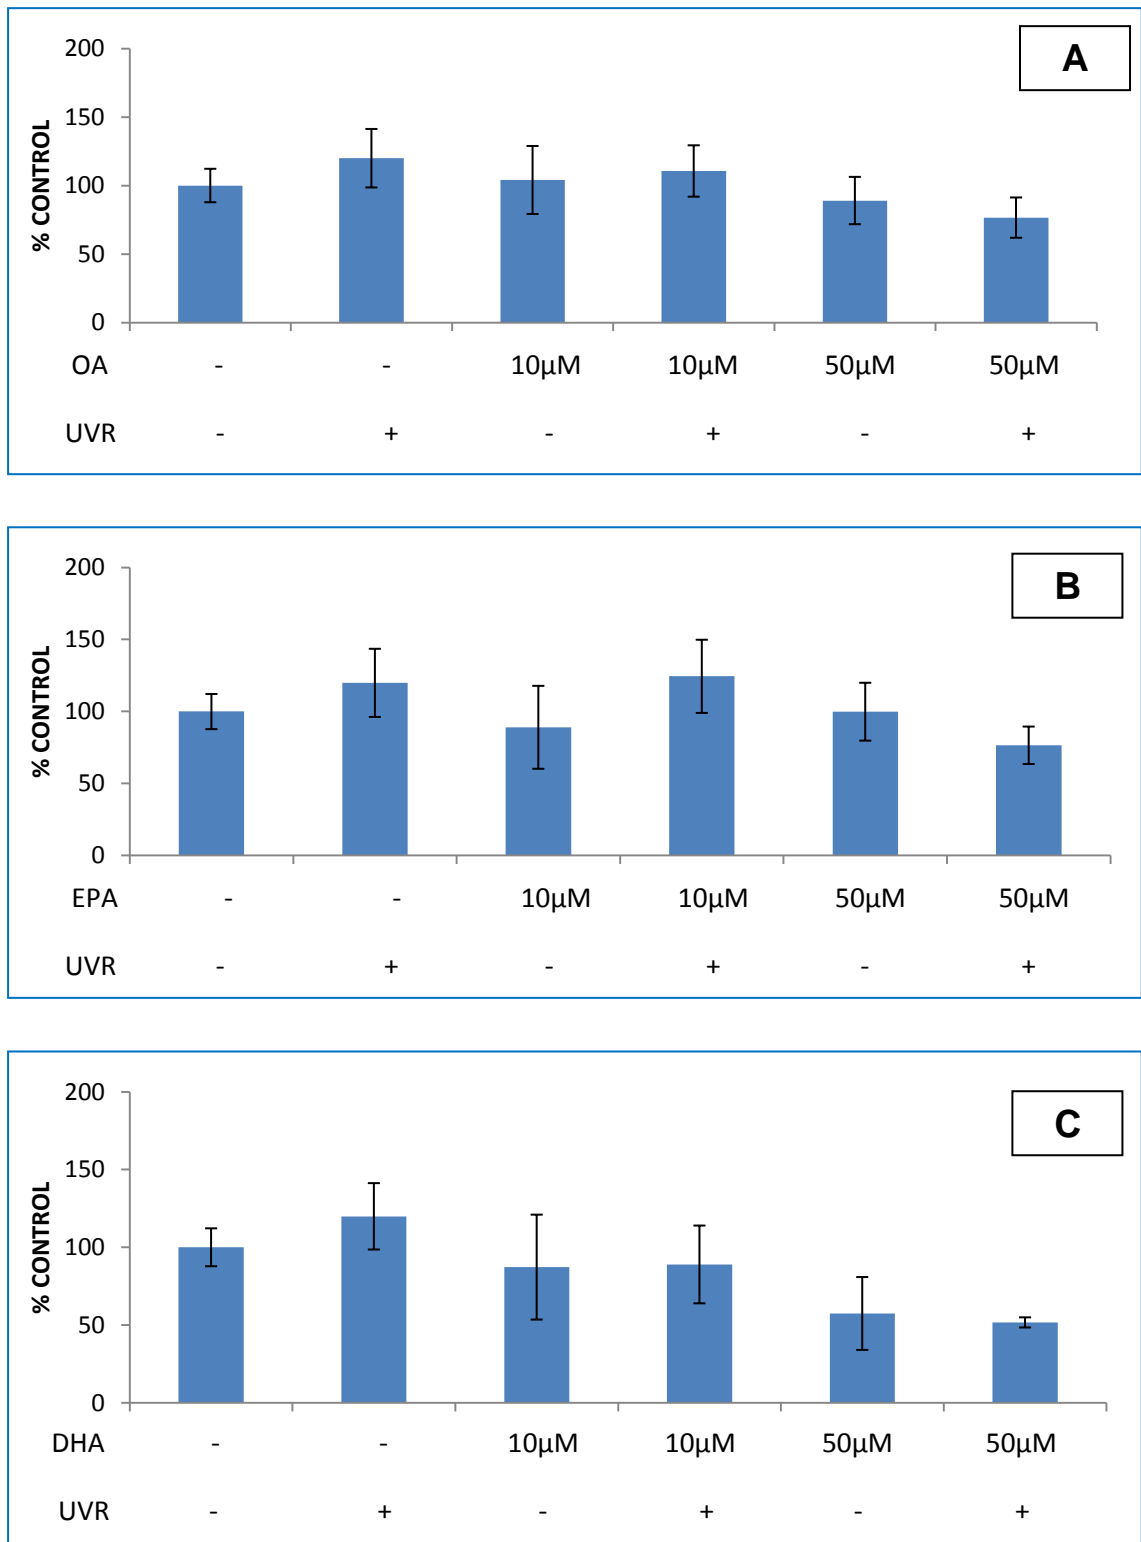 A
200
150
100
50
0
% CONTROL
OA - - 10µM 10µM 50µM 50µM
UVR - + - + - +
B
200
150
100
50
0
% CONTROL
EPA - - 10µM 10µM 50µM 50µM
UVR - + - + - +
C
200
150
100
50
0
% CONTROL
DHA - - 10µM 10µM 50µM 50µM
UVR - + - + - +